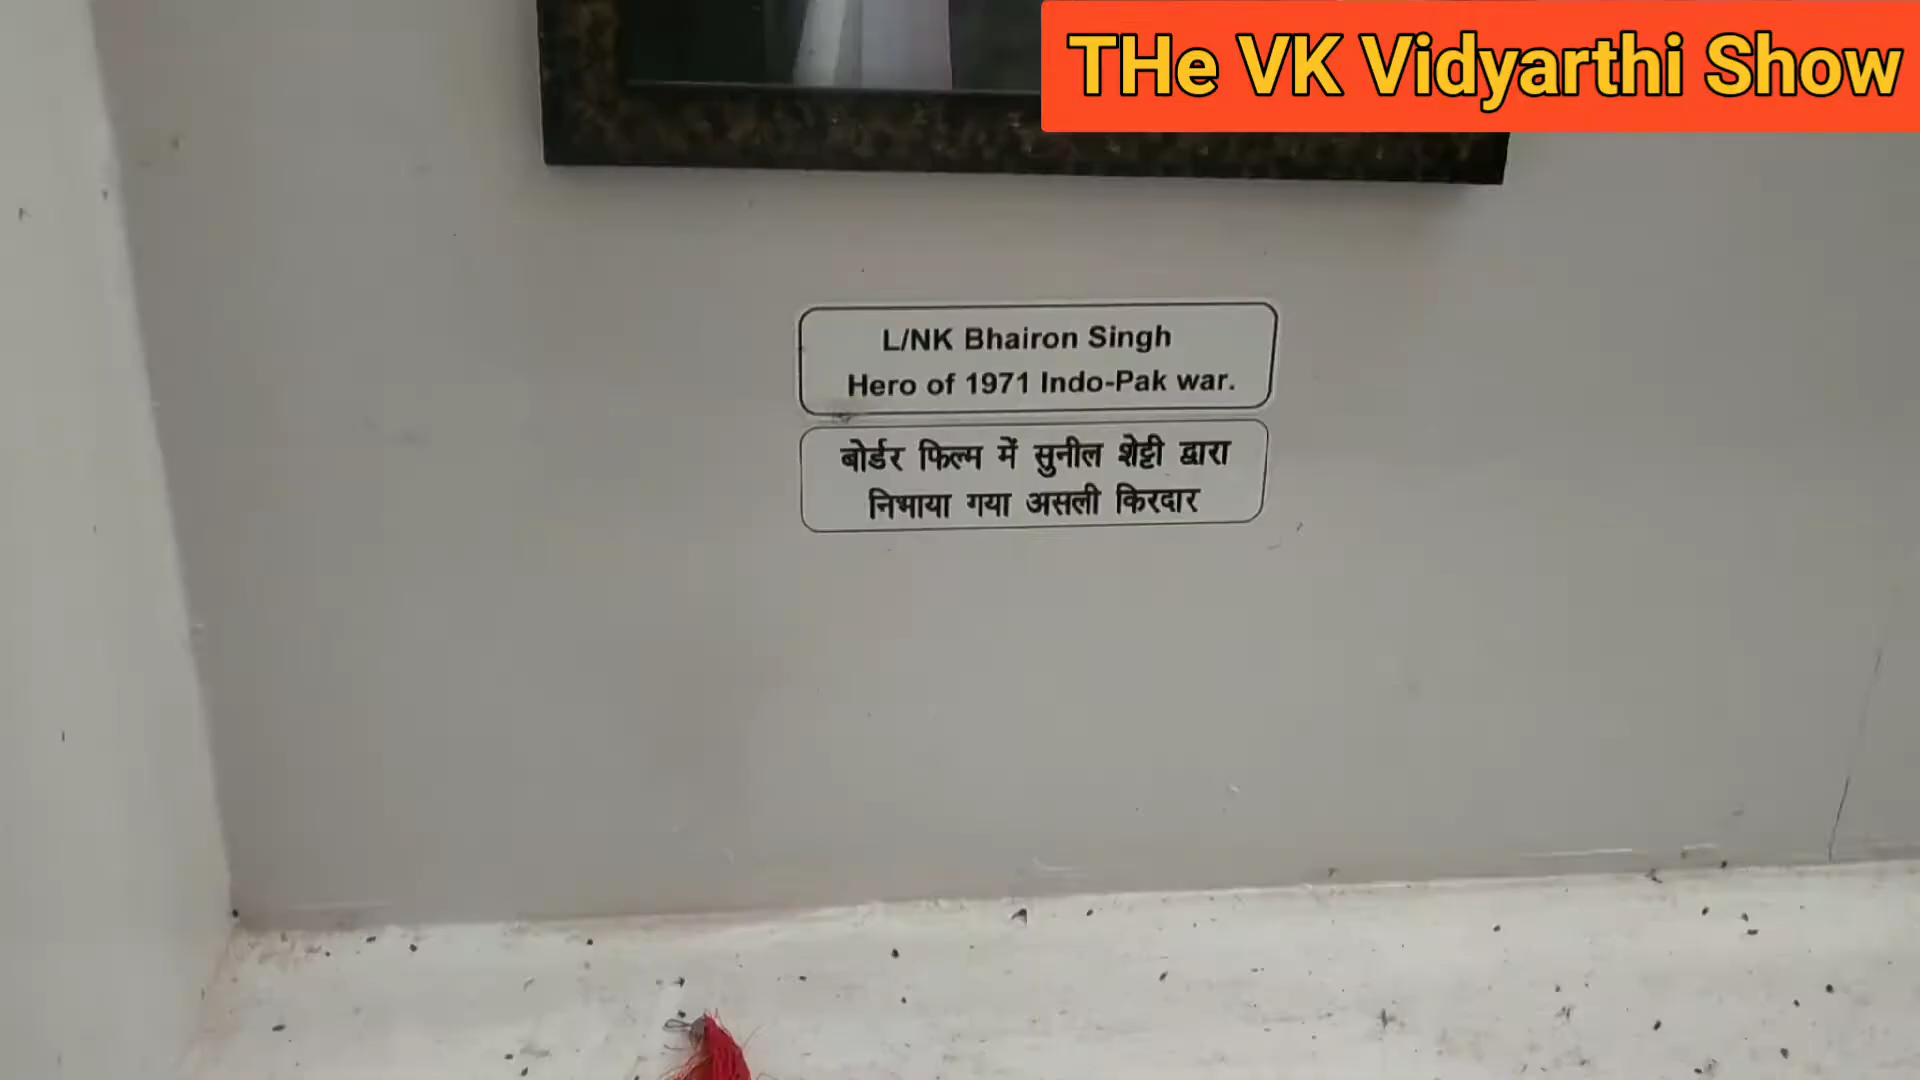 THe VK Vidyarthi Show
L/NK Bhairon Singh
Hero of 1971 Indo-Pak war.
बोर्डर फिल्म में सुनील शेट्टी द्वारा
निभाया गया असली किरदार